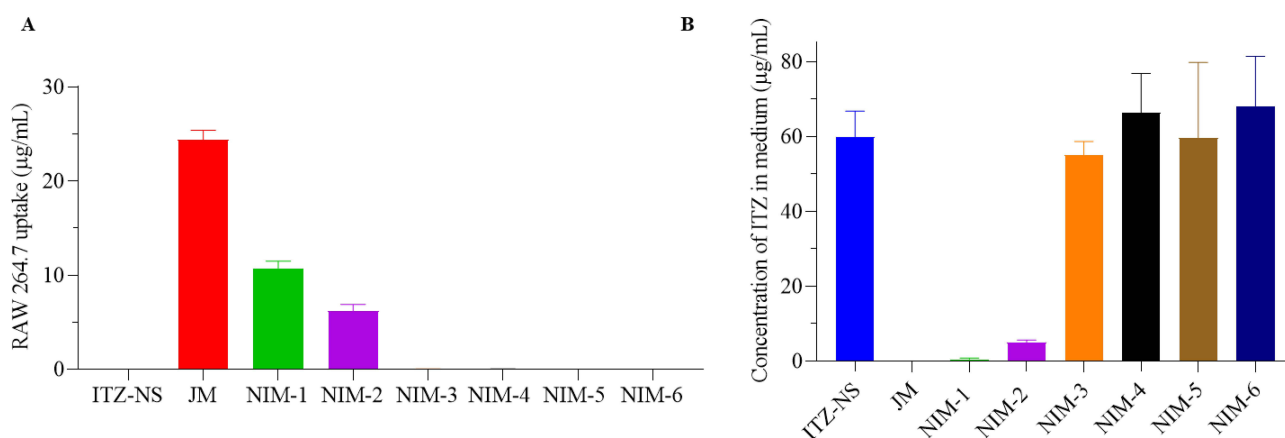 A
RAW 264.7 uptake (µg/mL)
30
20
10
0
ITZ-NS JM NIM-1 NIM-2 NIM-3 NIM-4 NIM-5 NIM-6
B
Concentration of ITZ in medium (µg/mL)
80
60
40
20
0
ITZ-NS JM NIM-1 NIM-2 NIM-3 NIM-4 NIM-5 NIM-6